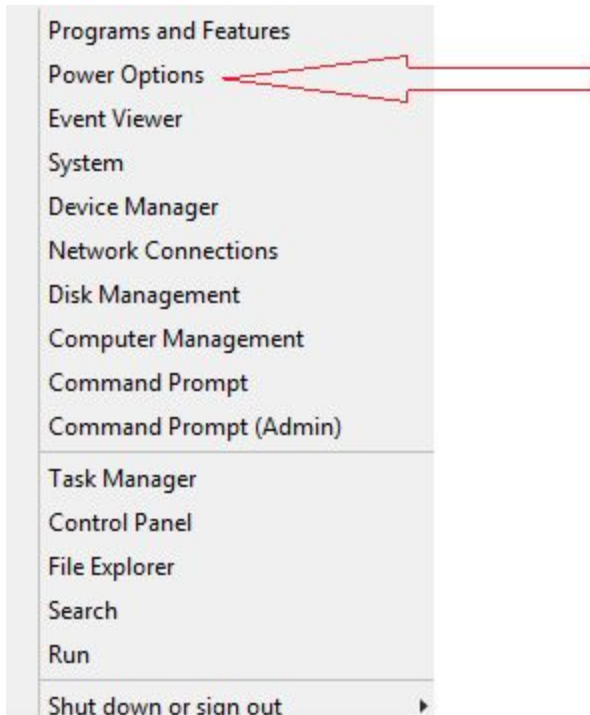 Programs and Features
Power Options
Event Viewer
System
Device Manager
Network Connections
Disk Management
Computer Management
Command Prompt
Command Prompt (Admin)
Task Manager
Control Panel
File Explorer
Search
Run
Shut down or sign out